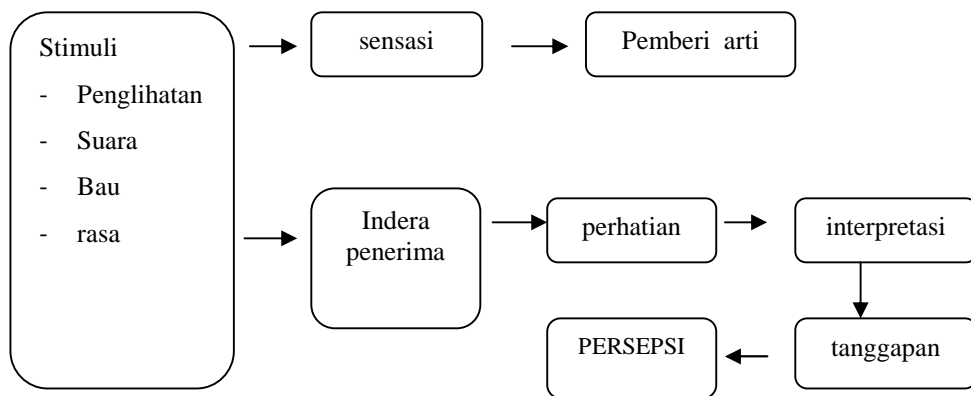 Stimuli
- Penglihatan
- Suara
- Bau
- rasa
sensasi
Pemberi arti
Indera
penerima
perhatian
interpretasi
tanggapan
PERSEPSI